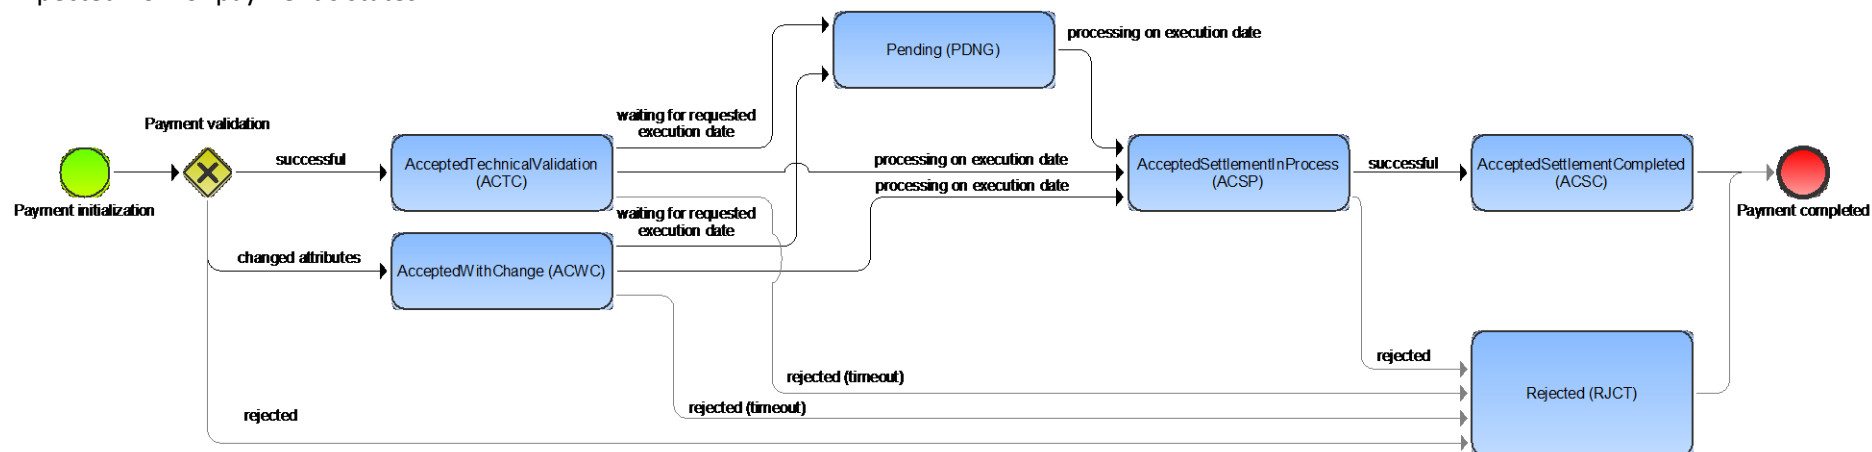 Pending (PDNG)
processing on execution date
waiting for requested
execution date
Payment validation
successful
AcceptedTechnicalValidation
(ACTC)
processing on execution date
processing on execution date
AcceptedSettlementInProcess
(ACSP)
successful
AcceptedSettlementCompleted
(ACSC)
Payment initialization
Payment completed
waiting for requested
execution date
changed attributes
AcceptedWithChange (ACWC)
rejected
rejected (timeout)
Rejected (RJCT)
rejected (timeout)
rejected